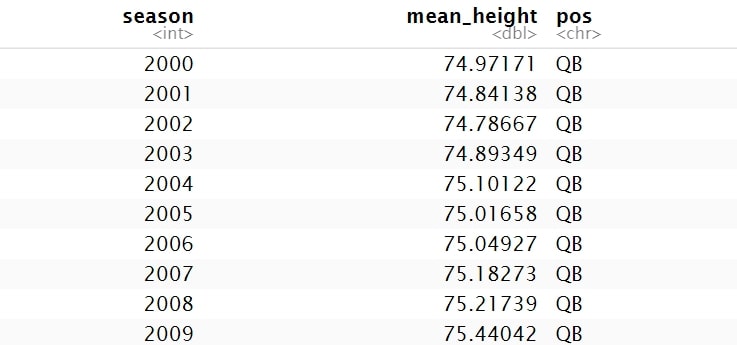 season mean_height pos
<int> <dbl> <chr>
2000 74.97171 QB
2001 74.84138 QB
2002 74.78667 QB
2003 74.89349 QB
2004 75.10122 QB
2005 75.01658 QB
2006 75.04927 QB
2007 75.18273 QB
2008 75.21739 QB
2009 75.44042 QB